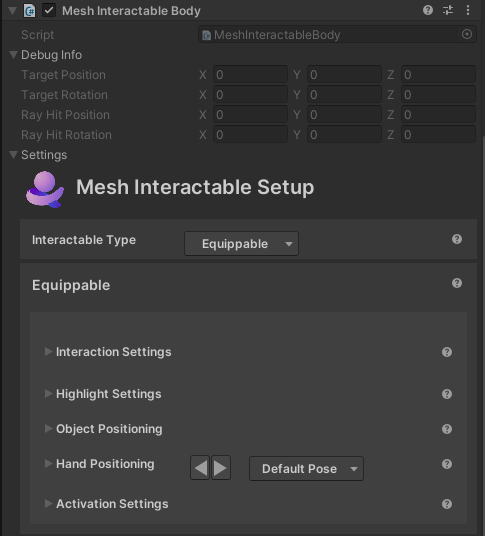 Mesh Interactable Body
Script MeshInteractableBody
Debug Info
Target Position X 0 Y 0 Z 0
Target Rotation X 0 Y 0 Z 0
Ray Hit Position X 0 Y 0 Z 0
Ray Hit Rotation X 0 Y 0 Z 0
Settings
Mesh Interactable Setup
Interactable Type Equippable
Equippable
Interaction Settings
Highlight Settings
Object Positioning
Hand Positioning Default Pose
Activation Settings